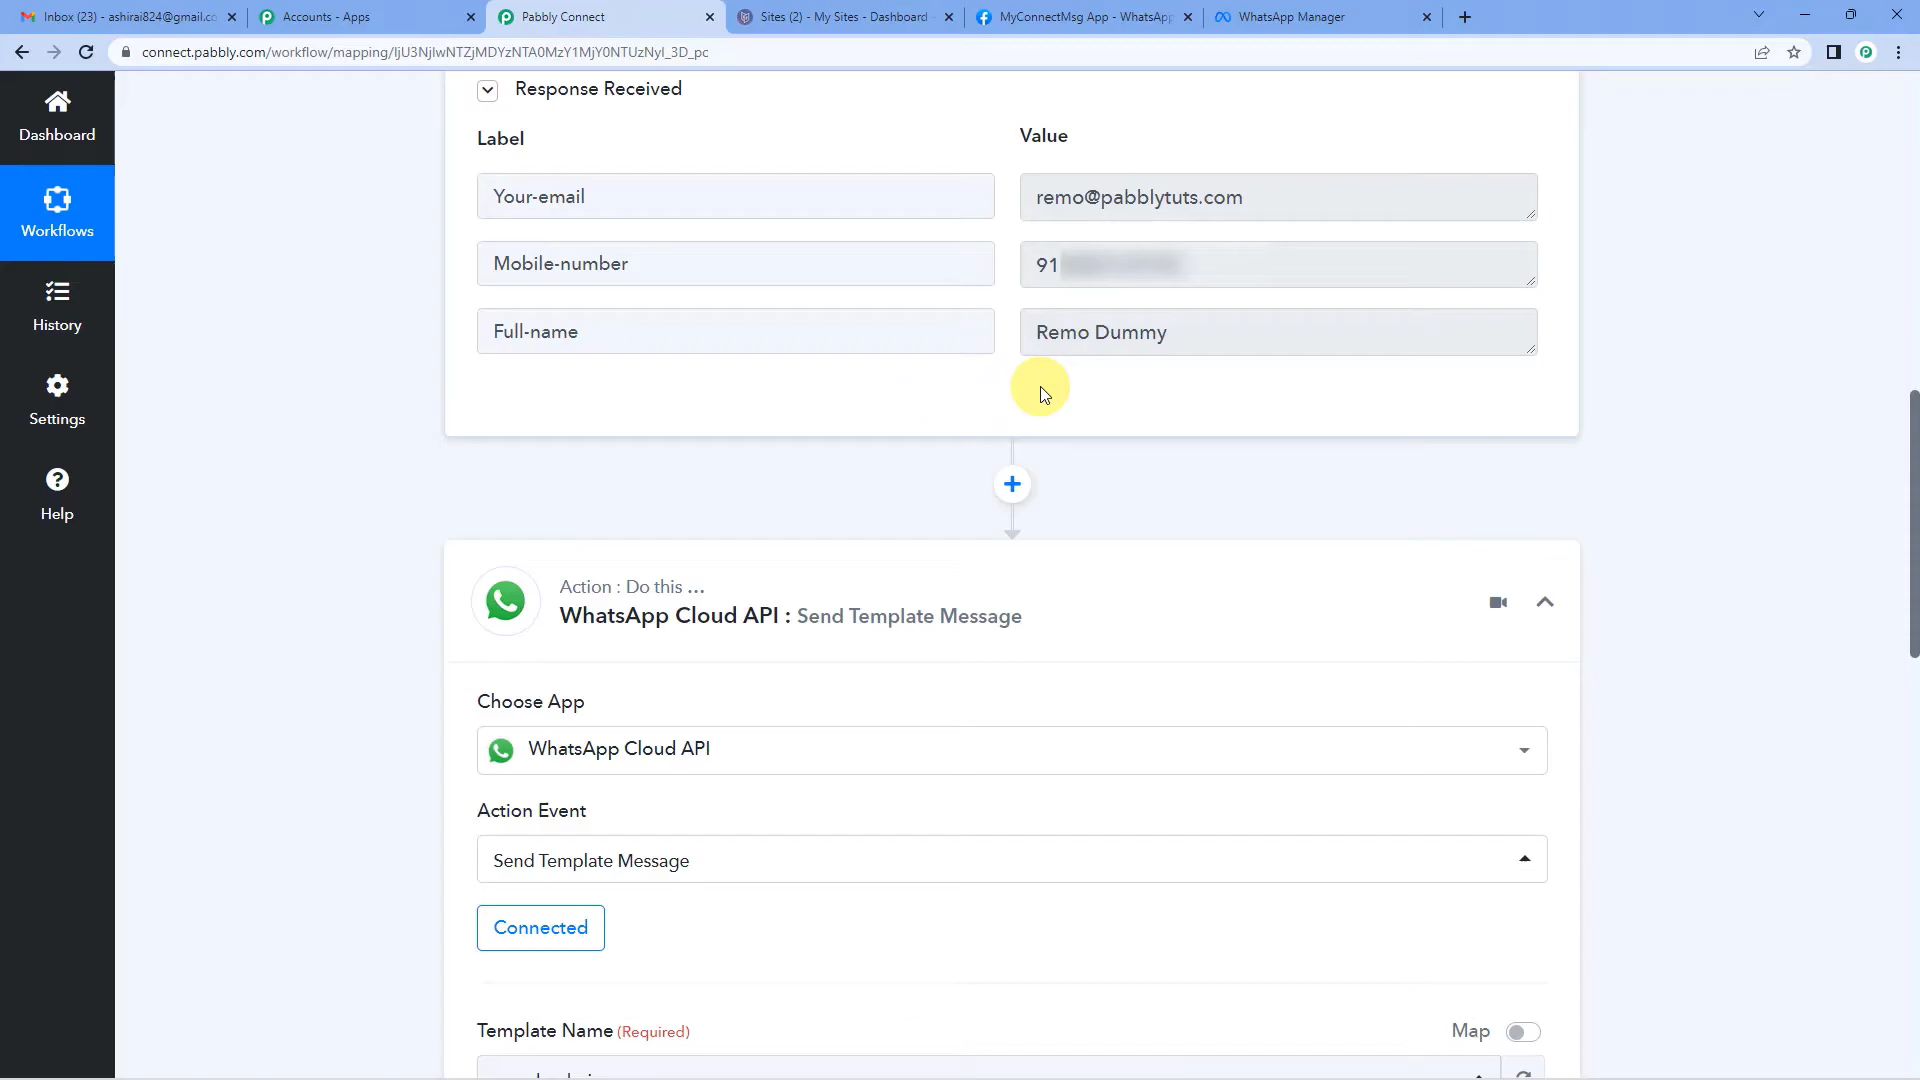 Inbox (23) - ashirai824@gmail.co
Accounts - Apps
Pabbly Connect
Sites (2) - My Sites - Dashboard
MyConnectMsg App - WhatsApp
WhatsApp Manager
connect.pabbly.com/workflow/mapping/IjU3NjIwNTZjMDYzNTA0MzY1MjY0NTUzNyI_3D_pc
Dashboard
Workflows
History
Settings
Help
Response Received
Label
Value
Your-email
remo@pabblytuts.com
Mobile-number
91
Full-name
Remo Dummy
Action : Do this ...
WhatsApp Cloud API : Send Template Message
Choose App
WhatsApp Cloud API
Action Event
Send Template Message
Connected
Template Name (Required)
Map